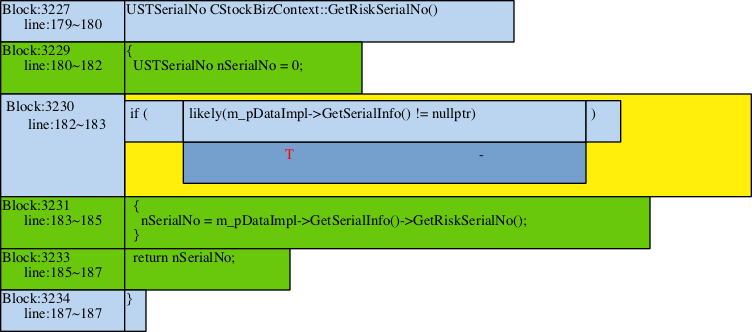 Block:3227 USTSerialNo CStockBizContext::GetRiskSerialNo()
line:179~180
Block:3229 {
line:180~182 USTSerialNo nSerialNo = 0;
Block:3230
line:182~183
if ( likely(m_pDataImpl->GetSerialInfo() != nullptr) )
T -
Block:3231 {
line:183~185 nSerialNo = m_pDataImpl->GetSerialInfo()->GetRiskSerialNo();
}
Block:3233 return nSerialNo;
line:185~187
Block:3234 }
line:187~187